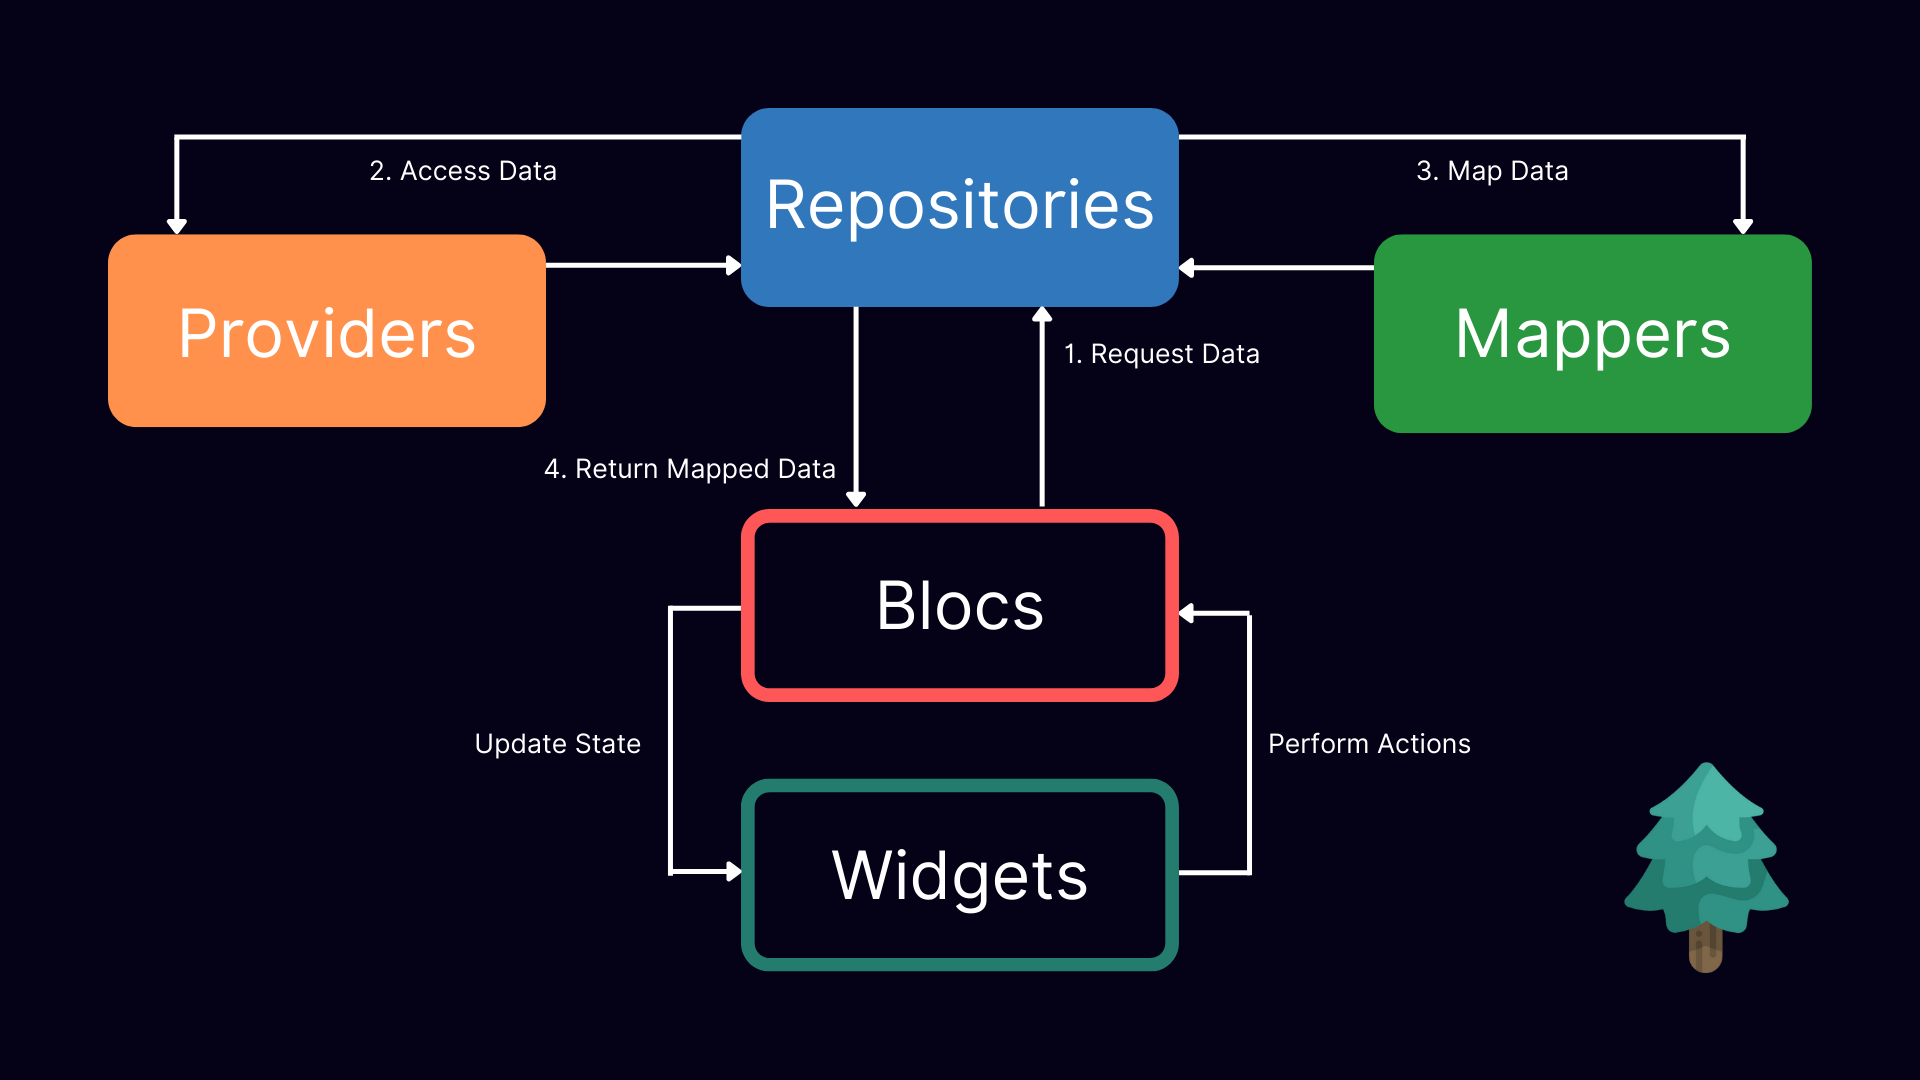 2. Access Data
Repositories
3. Map Data
Providers
Mappers
1. Request Data
4. Return Mapped Data
Blocs
Update State
Perform Actions
Widgets